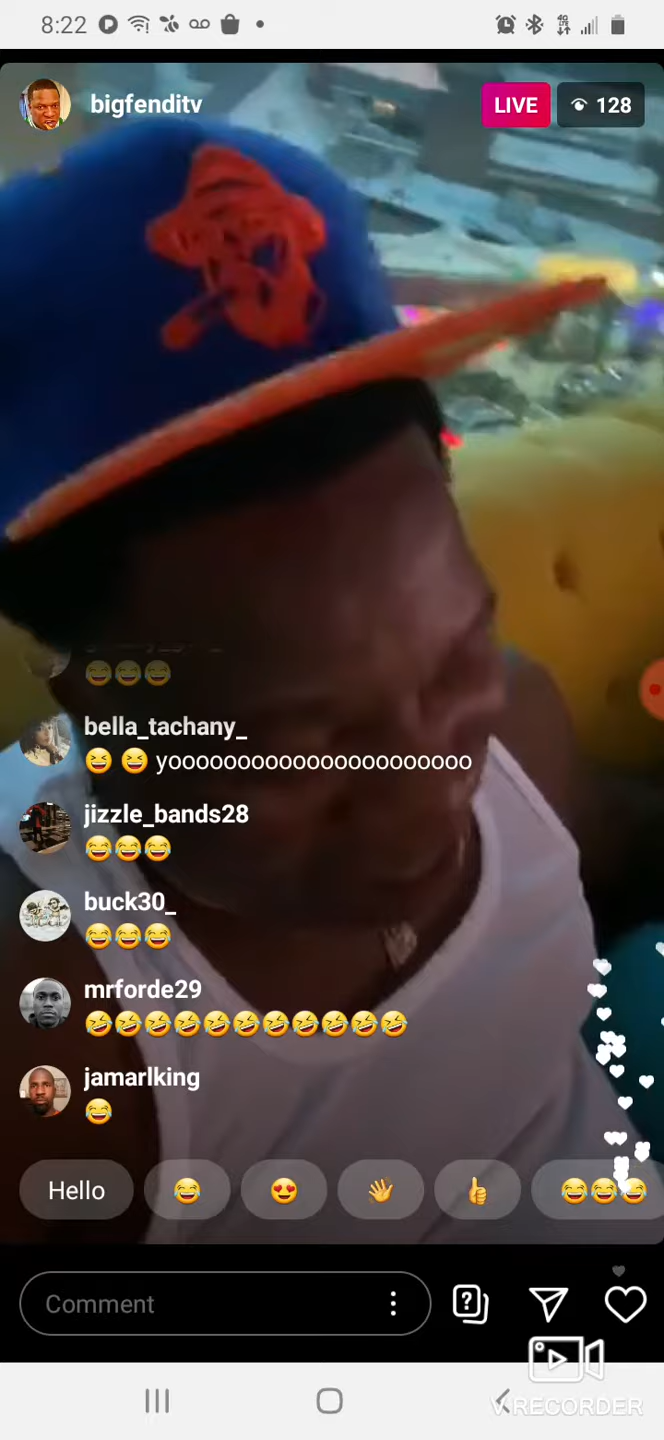 8:22
bigfenditv
LIVE
128
😂😂😂
bella_tachany_
😆 😆 yooooooooooooooooooooooo
jizzle_bands28
😂😂😂
buck30_
😂😂😂
mrforde29
🤣🤣🤣🤣🤣🤣🤣🤣🤣🤣🤣
jamarlking
😂
Hello
Comment
V RECORDER